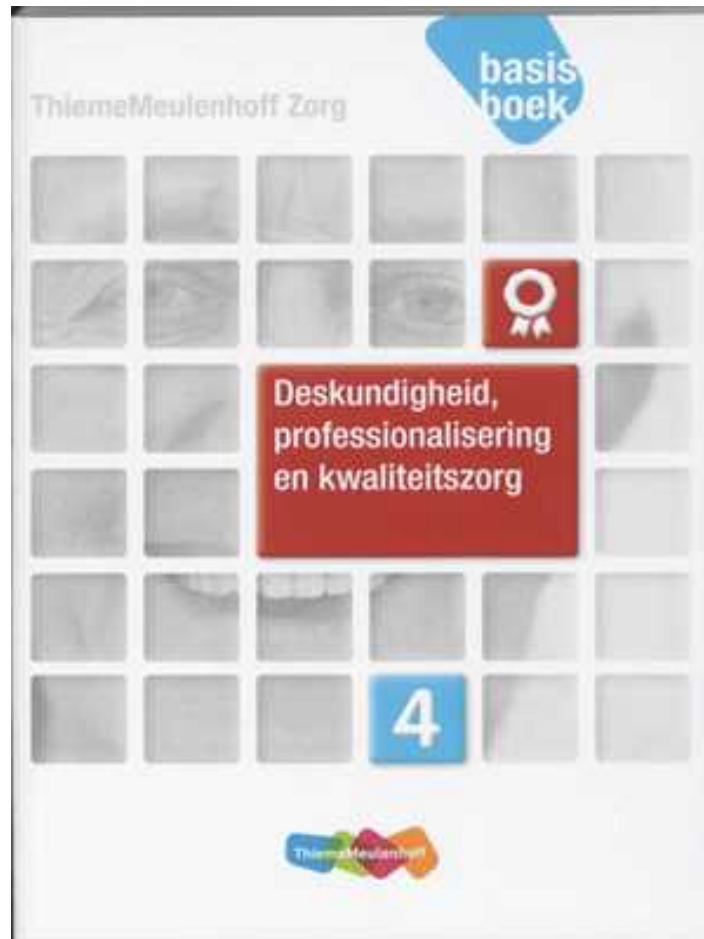 basis
boek
ThiemeMeulenhoff Zorg
Deskundigheid,
professionalisering
en kwaliteitszorg
4
ThiemeMeulenhoff